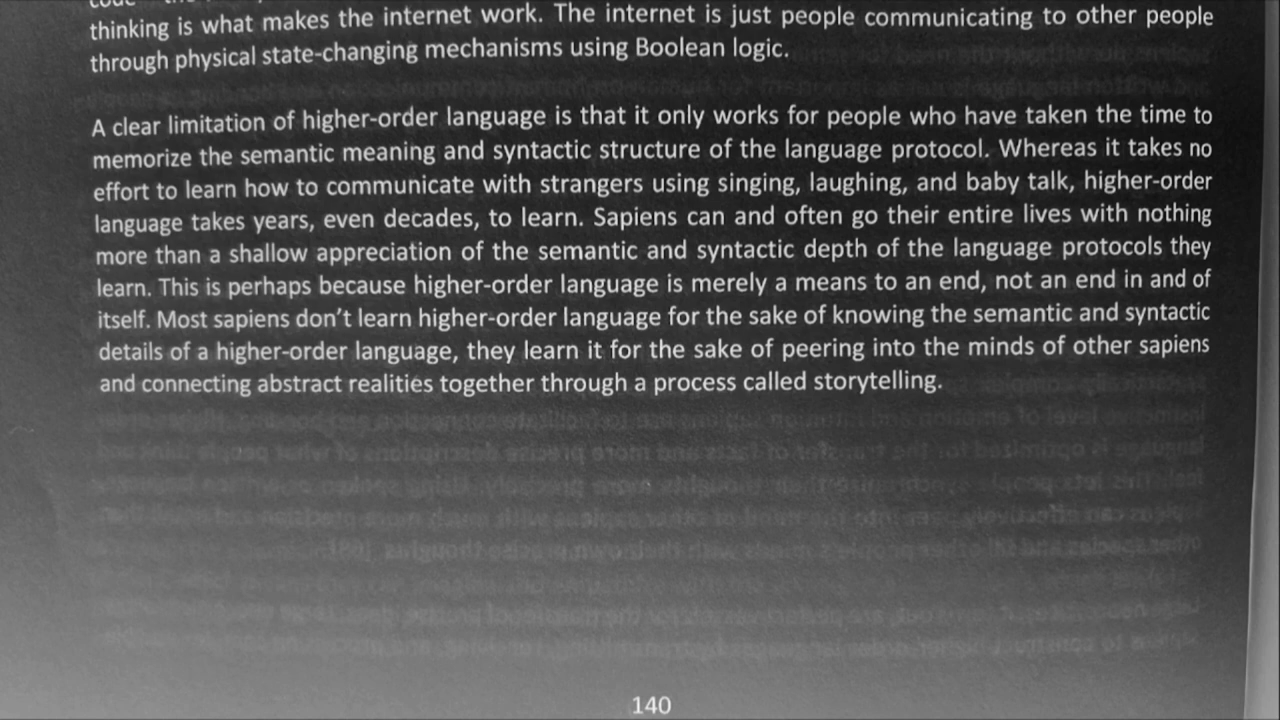 thinking is what makes the internet work. The internet is just people communicating to other people
through physical state-changing mechanisms using Boolean logic.
A clear limitation of higher-order language is that it only works for people who have taken the time to
memorize the semantic meaning and syntactic structure of the language protocol. Whereas it takes no
effort to learn how to communicate with strangers using singing, laughing, and baby talk, higher-order
language takes years, even decades, to learn. Sapiens can and often go their entire lives with nothing
more than a shallow appreciation of the semantic and syntactic depth of the language protocols they
learn. This is perhaps because higher-order language is merely a means to an end, not an end in and of
itself. Most sapiens don’t learn higher-order language for the sake of knowing the semantic and syntactic
details of a higher-order language, they learn it for the sake of peering into the minds of other sapiens
and connecting abstract realities together through a process called storytelling.
140